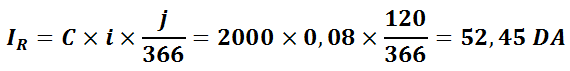 I_R = C × i × j/366 = 2000 × 0,08 × 120/366 = 52,45 DA